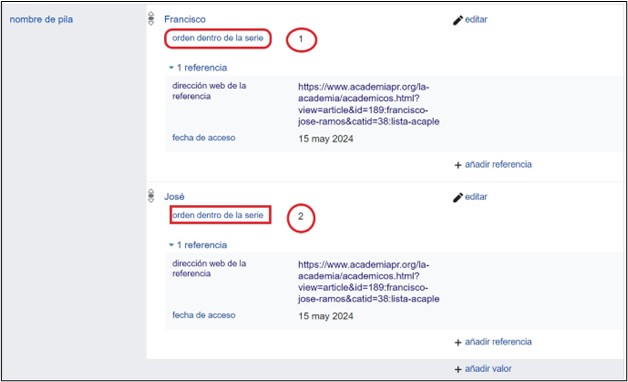 nombre de pila
Francisco
editar
orden dentro de la serie
1
1 referencia
dirección web de la
referencia
https://www.academiapr.org/la-
academia/academicos.html?
view=article&id=189:francisco-
jose-ramos&catid=38:lista-acaple
fecha de acceso
15 may 2024
+ añadir referencia
José
editar
orden dentro de la serie
2
1 referencia
dirección web de la
referencia
https://www.academiapr.org/la-
academia/academicos.html?
view=article&id=189:francisco-
jose-ramos&catid=38:lista-acaple
fecha de acceso
15 may 2024
+ añadir referencia
+ añadir valor